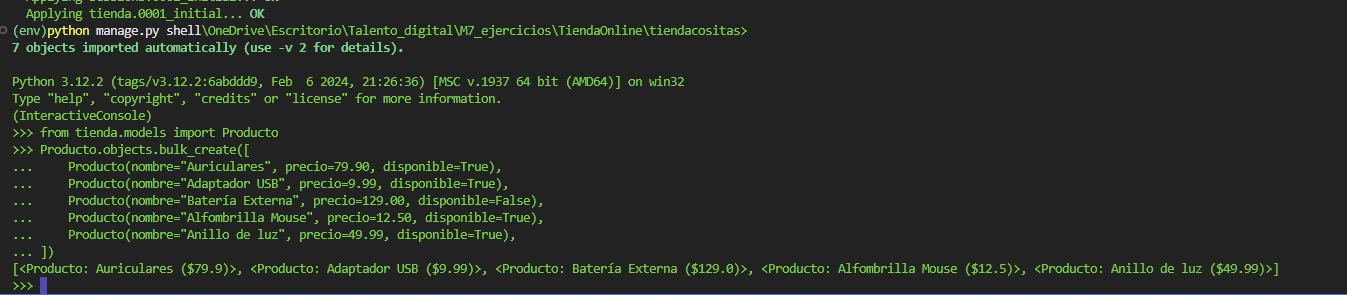 Applying tienda.0001_initial... OK
(env)python manage.py shell\OneDrive\Escritorio\Talento_digital\M7_ejercicios\TiendaOnline\tiendacositas>
7 objects imported automatically (use -v 2 for details).
Python 3.12.2 (tags/v3.12.2:6abddd9, Feb  6 2024, 21:26:36) [MSC v.1937 64 bit (AMD64)] on win32
Type "help", "copyright", "credits" or "license" for more information.
(InteractiveConsole)
>>> from tienda.models import Producto
>>> Producto.objects.bulk_create([
...     Producto(nombre="Auriculares", precio=79.90, disponible=True),
...     Producto(nombre="Adaptador USB", precio=9.99, disponible=True),
...     Producto(nombre="Batería Externa", precio=129.00, disponible=False),
...     Producto(nombre="Alfombrilla Mouse", precio=12.50, disponible=True),
...     Producto(nombre="Anillo de luz", precio=49.99, disponible=True),
... ])
[<Producto: Auriculares ($79.9)>, <Producto: Adaptador USB ($9.99)>, <Producto: Batería Externa ($129.0)>, <Producto: Alfombrilla Mouse ($12.5)>, <Producto: Anillo de luz ($49.99)>]
>>>